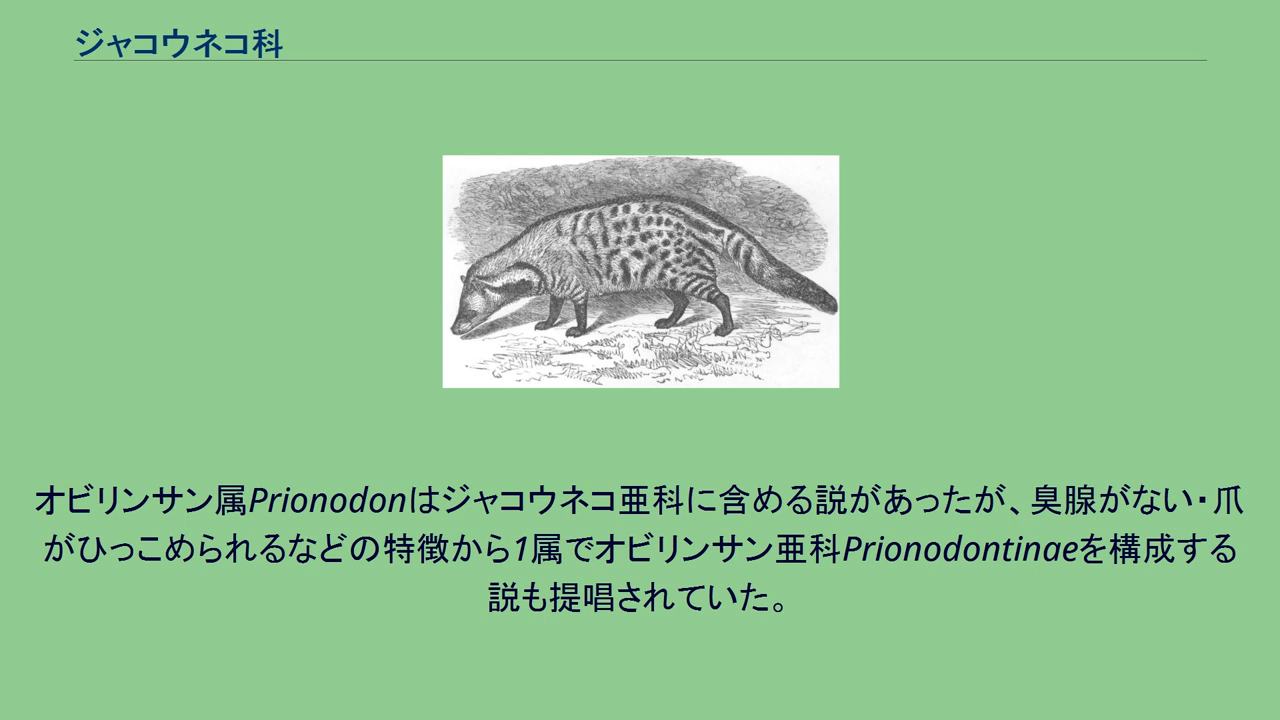 ジャコウネコ科
オビリンサン属Prionodonはジャコウネコ亜科に含める説があったが、臭腺がない・爪
がひっこめられるなどの特徴から1属でオビリンサン亜科Prionodontinaeを構成する
説も提唱されていた。